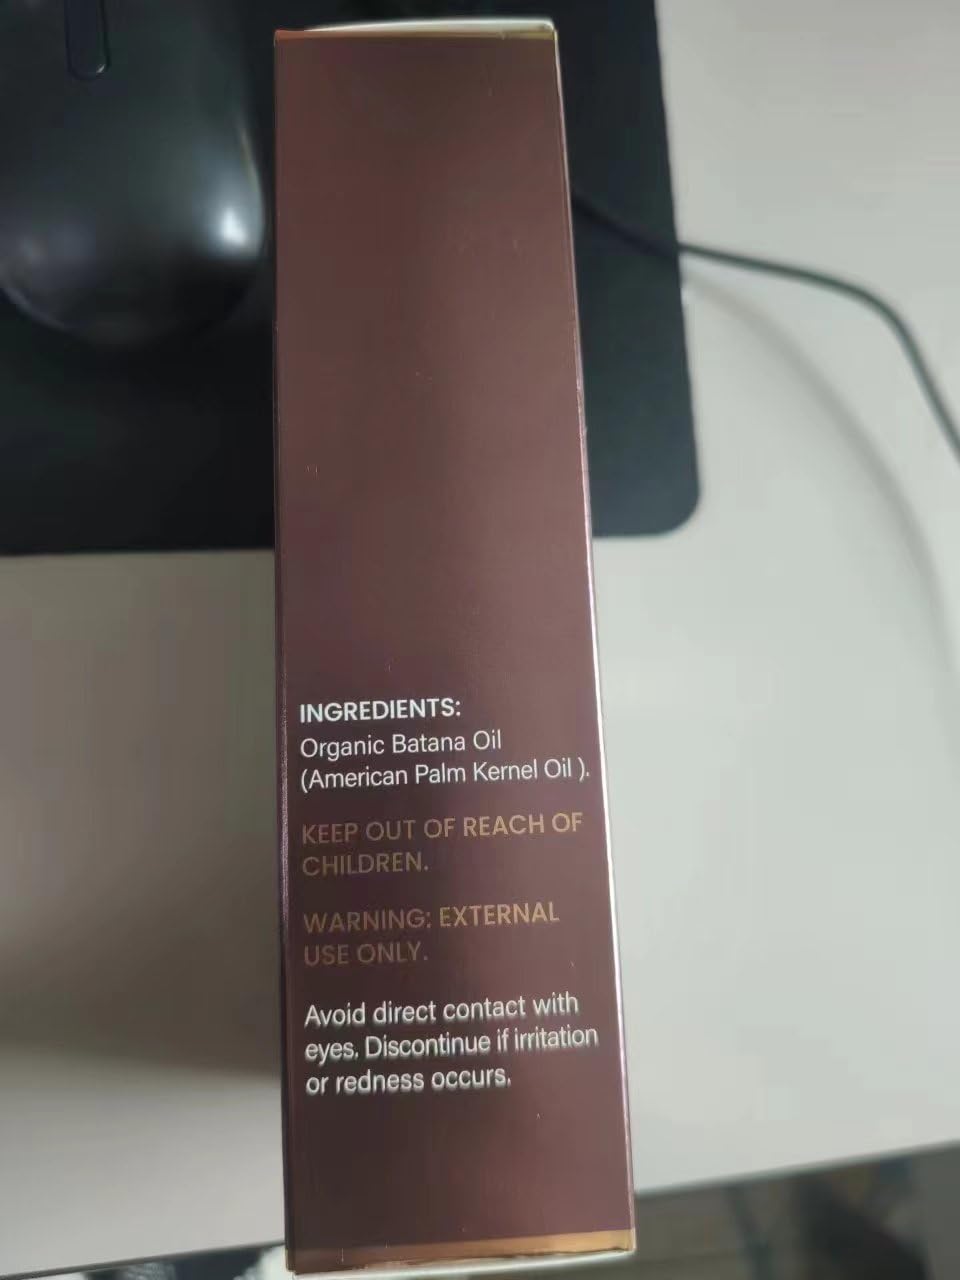 INGREDIENTS:
Organic Batana Oil
(American Palm Kernel Oil ).
KEEP OUT OF REACH OF
CHILDREN.
WARNING: EXTERNAL
USE ONLY.
Avoid direct contact with
eyes. Discontinue if irritation
or redness occurs.